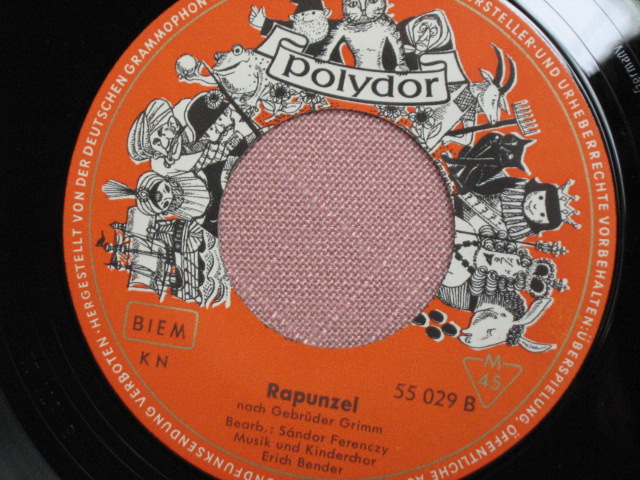 polydor
HERGESTELLT VON DER DEUTSCHEN GRAMMOPHON
HERSTELLER-UND URHEBERRECHTE VORBEHALTEN·ÜBERSPIELUNG, ÖFFENTLICHE
RUNDFUNKSENDUNG VERBOTEN·
Germany
BIEM
KN
M
45
55 029 B
Rapunzel
nach Gebrüder Grimm
Bearb.: Sándor Ferenczy
Musik und Kinderchor
Erich Bender